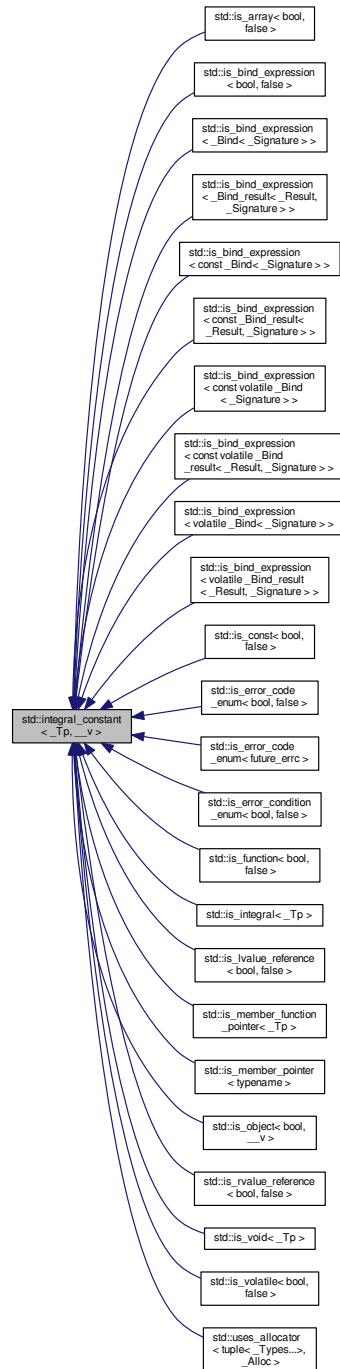 std::is_array< bool,
false >
std::is_bind_expression
< bool, false >
std::is_bind_expression
< _Bind< _Signature > >
std::is_bind_expression
< _Bind_result< _Result,
_Signature > >
std::is_bind_expression
< const _Bind< _Signature > >
std::is_bind_expression
< const _Bind_result<
_Result, _Signature > >
std::is_bind_expression
< const volatile _Bind
< _Signature > >
std::is_bind_expression
< const volatile _Bind
_result< _Result, _Signature > >
std::is_bind_expression
< volatile _Bind< _Signature > >
std::is_bind_expression
< volatile _Bind_result
< _Result, _Signature > >
std::is_const< bool,
false >
std::is_error_code
_enum< bool, false >
std::integral_constant
< _Tp, __v >
std::is_error_code
_enum< future_errc >
std::is_error_condition
_enum< bool, false >
std::is_function< bool,
false >
std::is_integral< _Tp >
std::is_lvalue_reference
< bool, false >
std::is_member_function
_pointer< _Tp >
std::is_member_pointer
< typename >
std::is_object< bool,
__v >
std::is_rvalue_reference
< bool, false >
std::is_void< _Tp >
std::is_volatile< bool,
false >
std::uses_allocator
< tuple< _Types...>,
_Alloc >